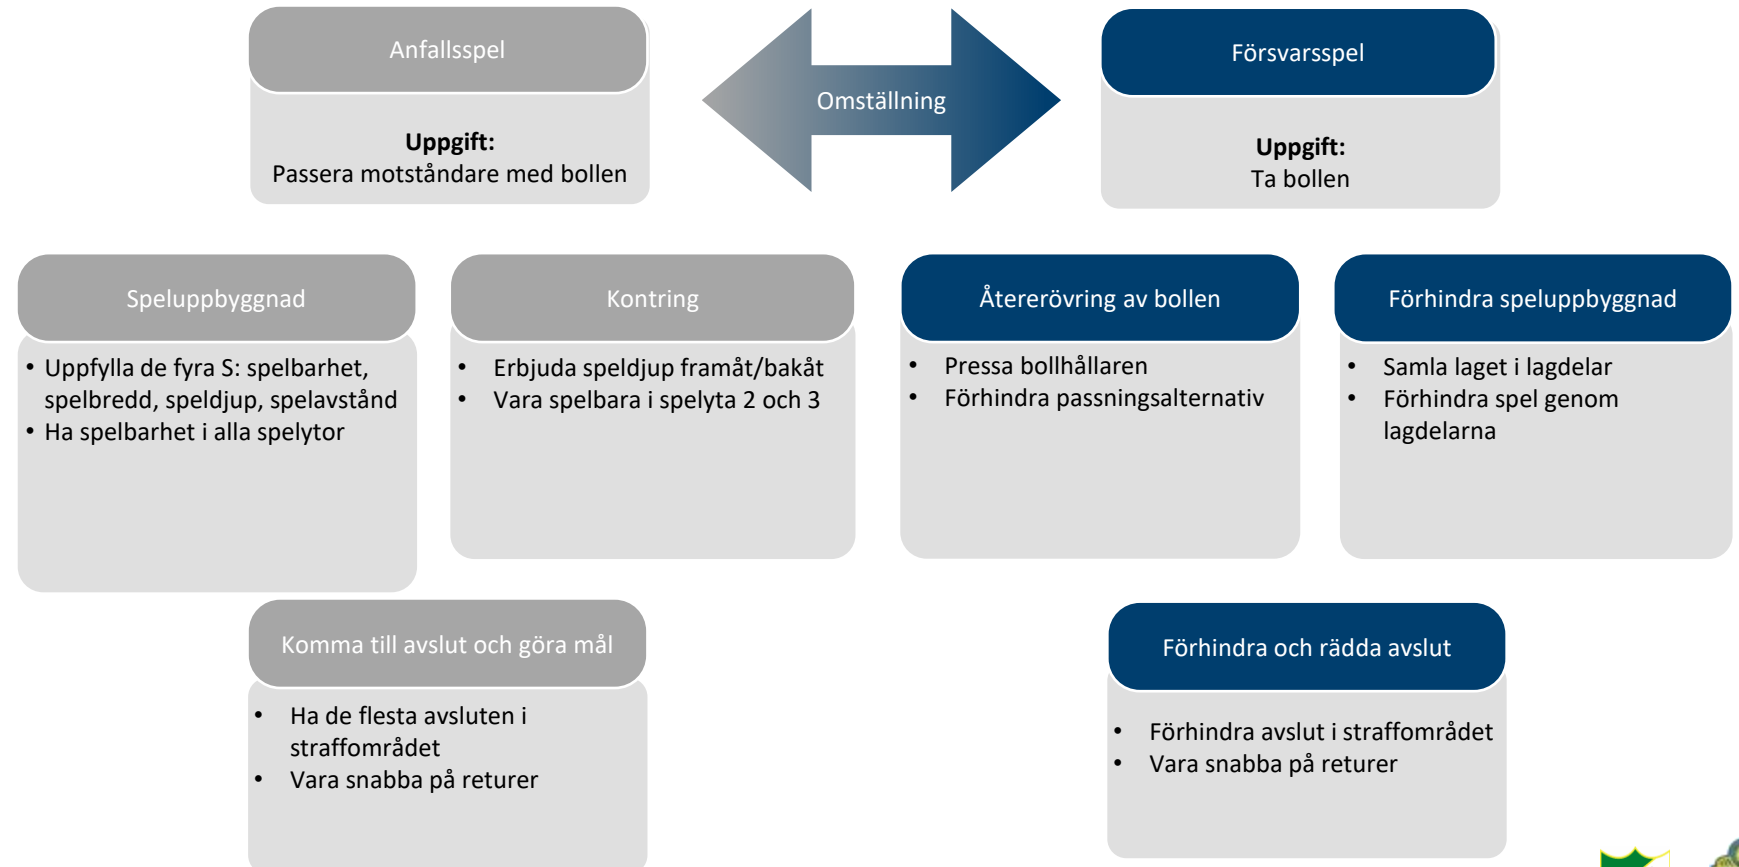 Anfallsspel
Uppgift:
Passera motståndare med bollen
Omställning
Försvarsspel
Uppgift:
Ta bollen
Speluppbyggnad
• Uppfylla de fyra S: spelbarhet,
spelbredd, speldjup, spelavstånd
• Ha spelbarhet i alla spelytor
Kontring
• Erbjuda speldjup framåt/bakåt
• Vara spelbara i spelyta 2 och 3
Återerövring av bollen
• Pressa bollhållaren
• Förhindra passningsalternativ
Förhindra speluppbyggnad
• Samla laget i lagdelar
• Förhindra spel genom
lagdelarna
Komma till avslut och göra mål
• Ha de flesta avsluten i
straffområdet
• Vara snabba på returer
Förhindra och rädda avslut
• Förhindra avslut i straffområdet
• Vara snabba på returer